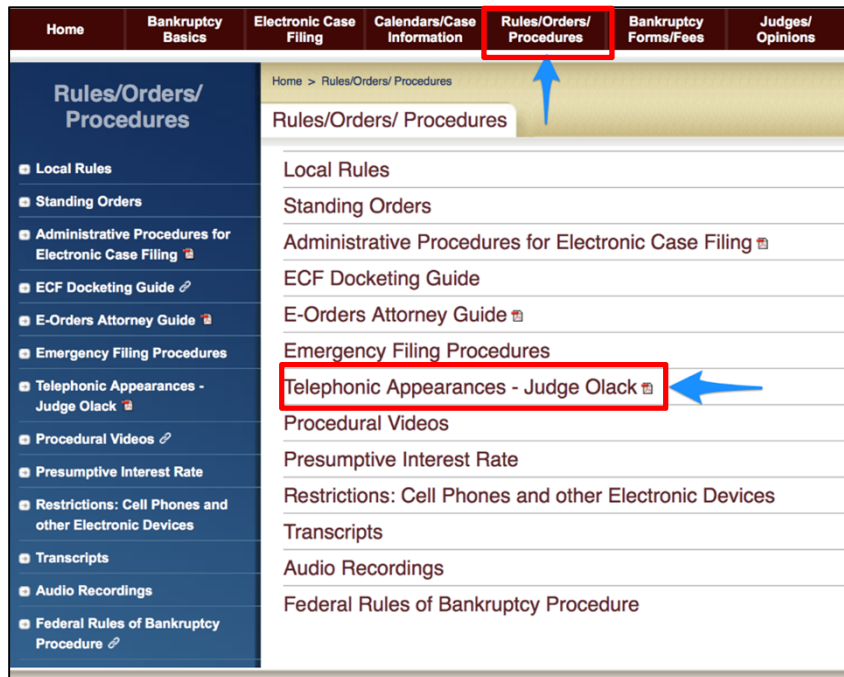 Home
Bankruptcy
Basics
Electronic Case
Filing
Calendars/Case
Information
Rules/Orders/
Procedures
Bankruptcy
Forms/Fees
Judges/
Opinions
Rules/Orders/
Procedures
Local Rules
Standing Orders
Administrative Procedures for
Electronic Case Filing
ECF Docketing Guide
E-Orders Attorney Guide
Emergency Filing Procedures
Telephonic Appearances -
Judge Olack
Procedural Videos
Presumptive Interest Rate
Restrictions: Cell Phones and
other Electronic Devices
Transcripts
Audio Recordings
Federal Rules of Bankruptcy
Procedure
Home > Rules/Orders/ Procedures
Rules/Orders/ Procedures
Local Rules
Standing Orders
Administrative Procedures for Electronic Case Filing
ECF Docketing Guide
E-Orders Attorney Guide
Emergency Filing Procedures
Telephonic Appearances - Judge Olack
Procedural Videos
Presumptive Interest Rate
Restrictions: Cell Phones and other Electronic Devices
Transcripts
Audio Recordings
Federal Rules of Bankruptcy Procedure